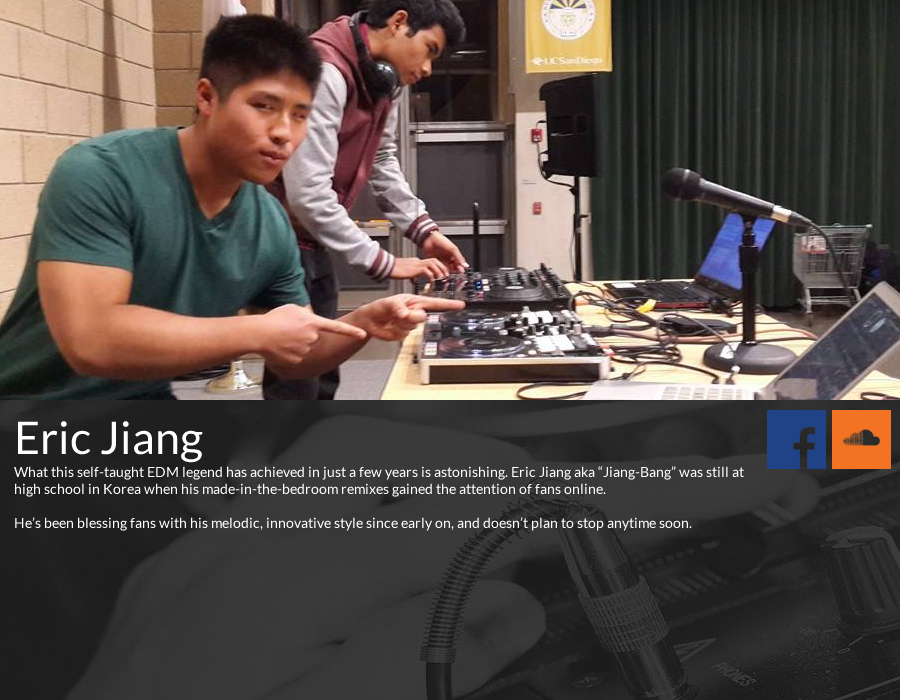 UC San Diego
Eric Jiang
What this self-taught EDM legend has achieved in just a few years is astonishing. Eric Jiang aka “Jiang-Bang” was still at
high school in Korea when his made-in-the-bedroom remixes gained the attention of fans online.
He’s been blessing fans with his melodic, innovative style since early on, and doesn’t plan to stop anytime soon.
PHONES